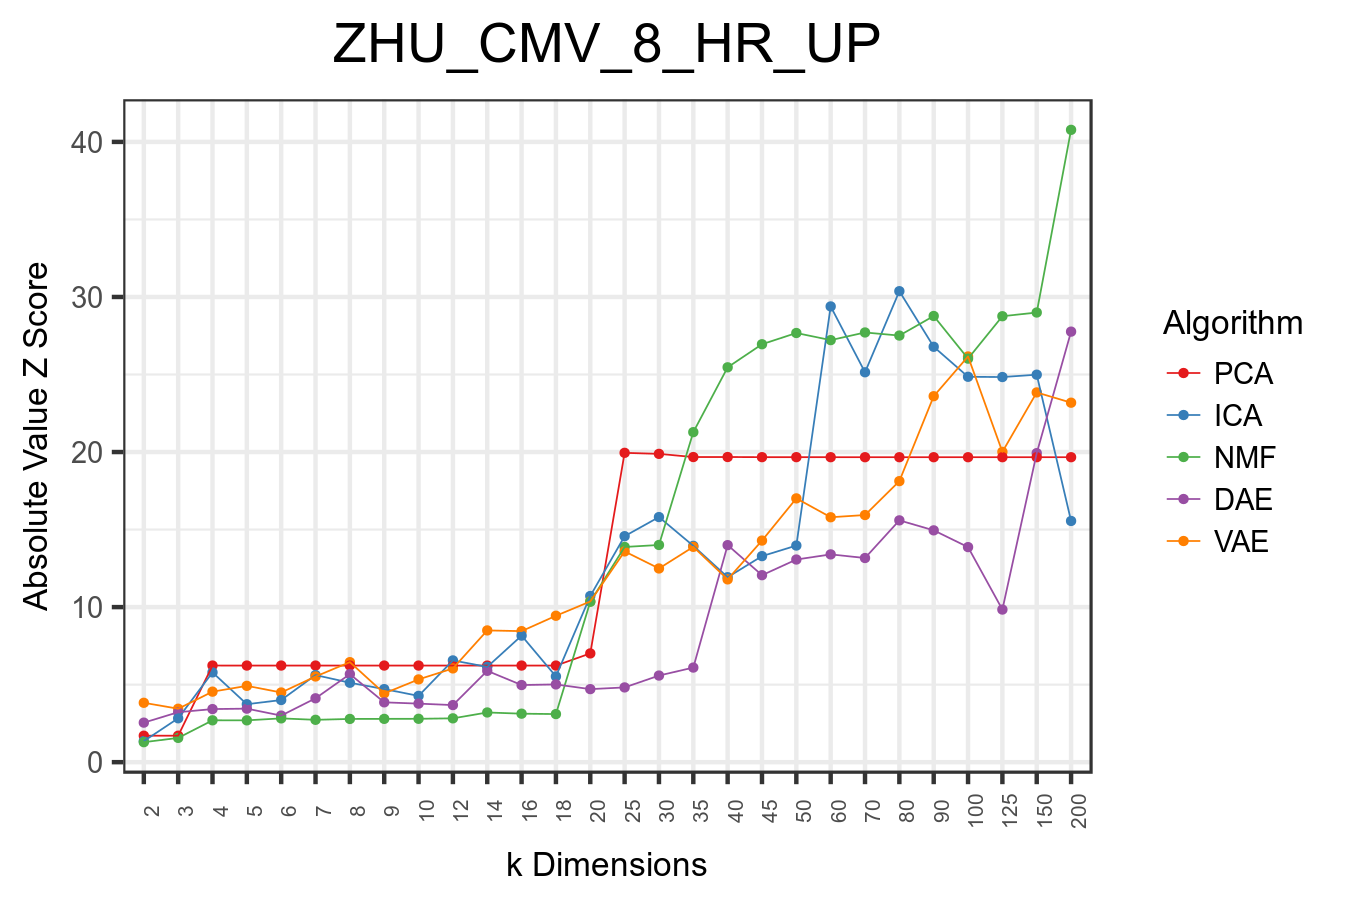 ZHU_CMV_8_HR_UP
Absolute Value Z Score
40
30
20
10
0
2 3 4 5 6 7 8 9 10 12 14 16 18 20 25 30 35 40 45 50 60 70 80 90 100 125 150 200
k Dimensions
Algorithm
PCA
ICA
NMF
DAE
VAE